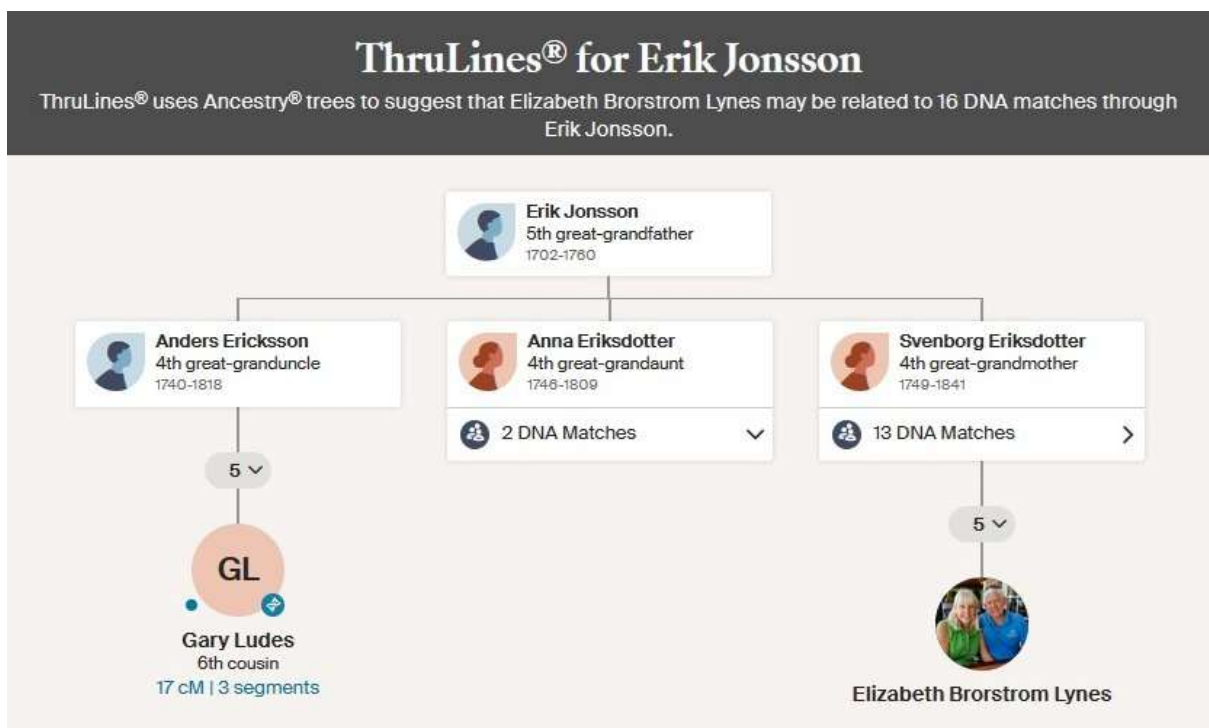 ThruLines® for Erik Jonsson
ThruLines® uses Ancestry® trees to suggest that Elizabeth Brorstrom Lynes may be related to 16 DNA matches through
Erik Jonsson.
Erik Jonsson
5th great-grandfather
1702-1760
Anders Ericksson
4th great-granduncle
1740-1818
Anna Eriksdotter
4th great-grandaunt
1746-1809
2 DNA Matches
Svenborg Eriksdotter
4th great-grandmother
1749-1841
13 DNA Matches
5
GL
Gary Ludes
6th cousin
17 cM | 3 segments
5
Elizabeth Brorstrom Lynes